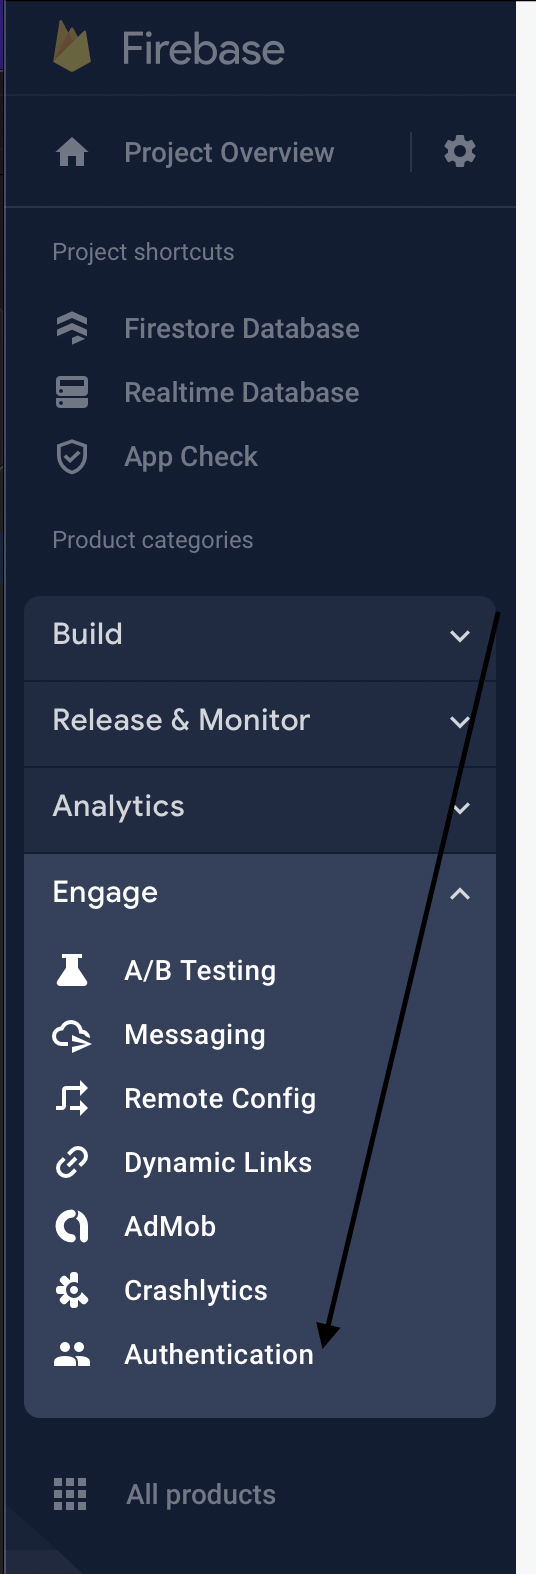 Firebase
Project Overview
Project shortcuts
Firestore Database
Realtime Database
App Check
Product categories
Build
Release & Monitor
Analytics
Engage
A/B Testing
Messaging
Remote Config
Dynamic Links
AdMob
Crashlytics
Authentication
All products